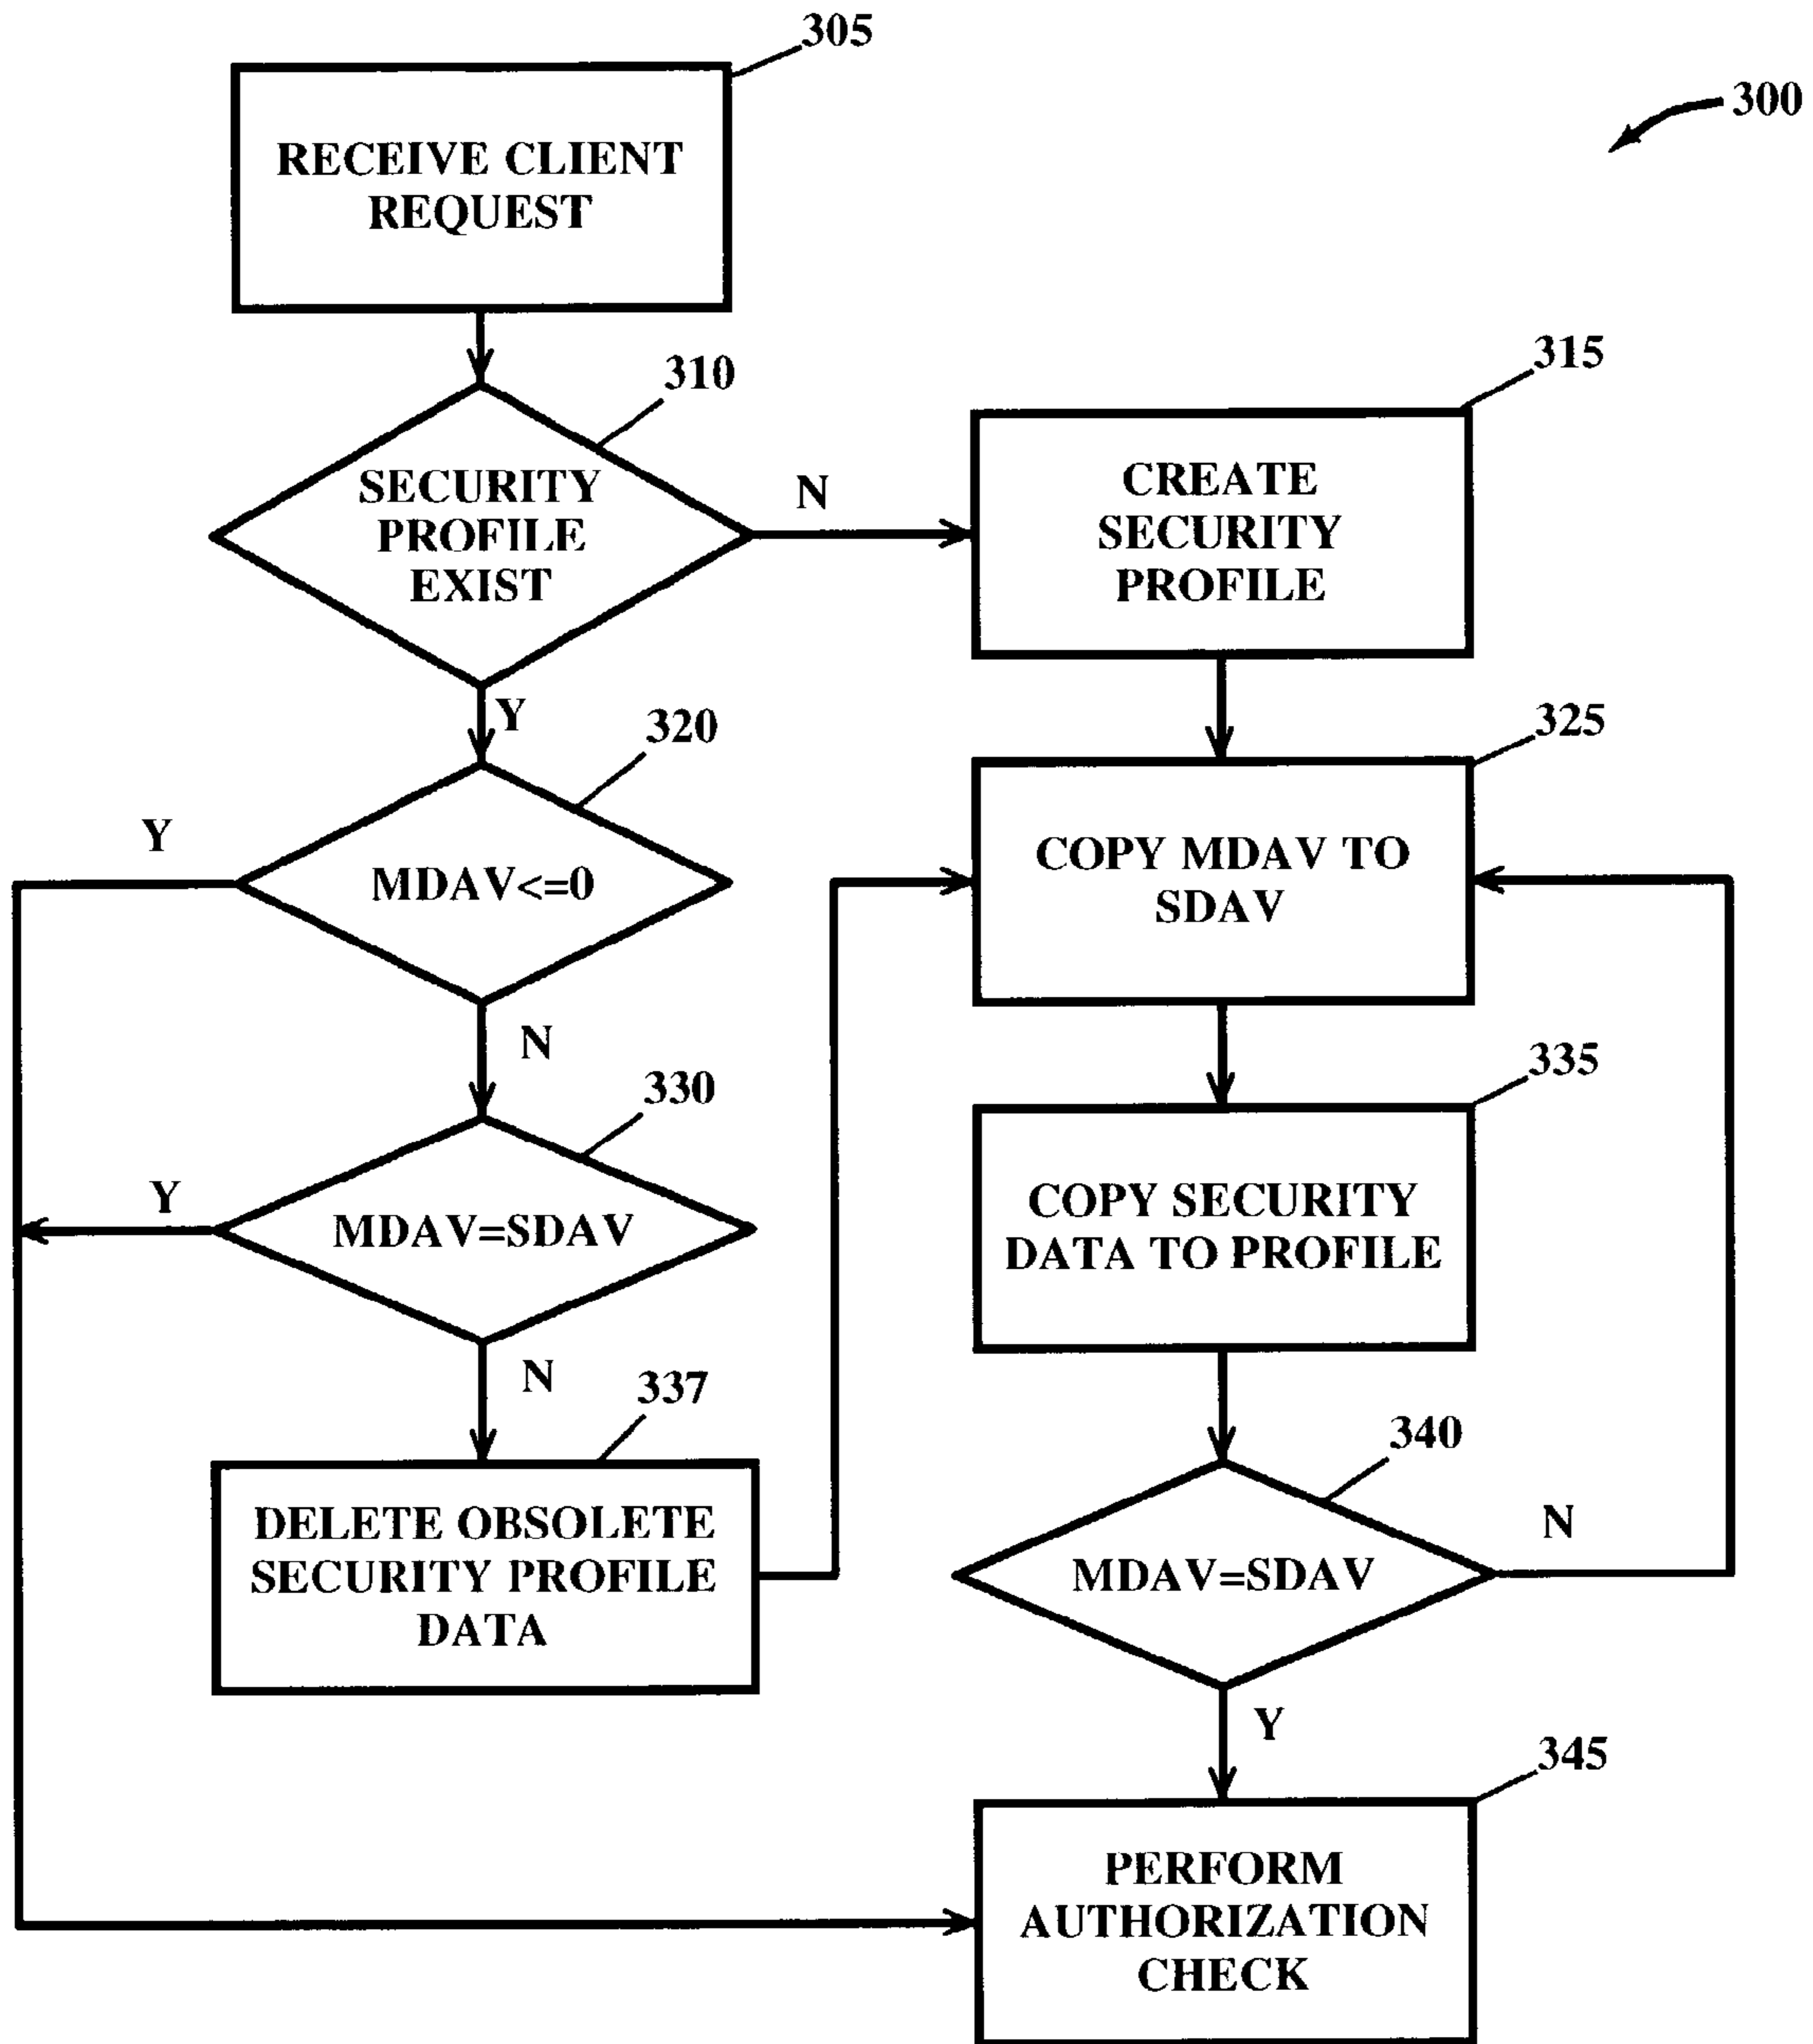 305
300
RECEIVE CLIENT
REQUEST
310
315
SECURITY
PROFILE
EXIST
N
CREATE
SECURITY
PROFILE
Y
320
325
Y
MDAV<=0
COPY MDAV TO
SDAV
N
330
335
Y
MDAV=SDAV
COPY SECURITY
DATA TO PROFILE
N
337
340
DELETE OBSOLETE
SECURITY PROFILE
DATA
MDAV=SDAV
N
Y
345
PERFORM
AUTHORIZATION
CHECK